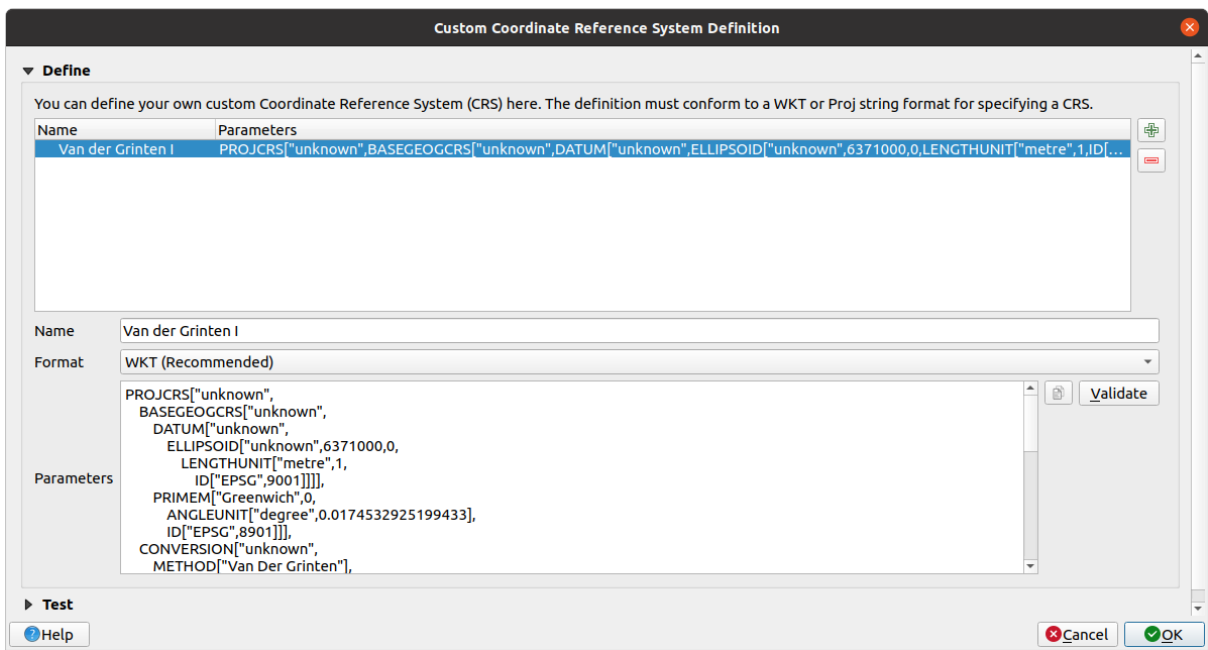 Custom Coordinate Reference System Definition
Define
You can define your own custom Coordinate Reference System (CRS) here. The definition must conform to a WKT or Proj string format for specifying a CRS.
Name Parameters
Van der Grinten I PROJCRS["unknown",BASEGEOGCRS["unknown",DATUM["unknown",ELLIPSOID["unknown",6371000,0,LENGTHUNIT["metre",1,ID[…
Name Van der Grinten I
Format WKT (Recommended)
Parameters
PROJCRS["unknown",
BASEGEOGCRS["unknown",
DATUM["unknown",
ELLIPSOID["unknown",6371000,0,
LENGTHUNIT["metre",1,
ID["EPSG",9001]]]],
PRIMEM["Greenwich",0,
ANGLEUNIT["degree",0.0174532925199433],
ID["EPSG",8901]]],
CONVERSION["unknown",
METHOD["Van Der Grinten"],
Validate
Test
Help Cancel OK